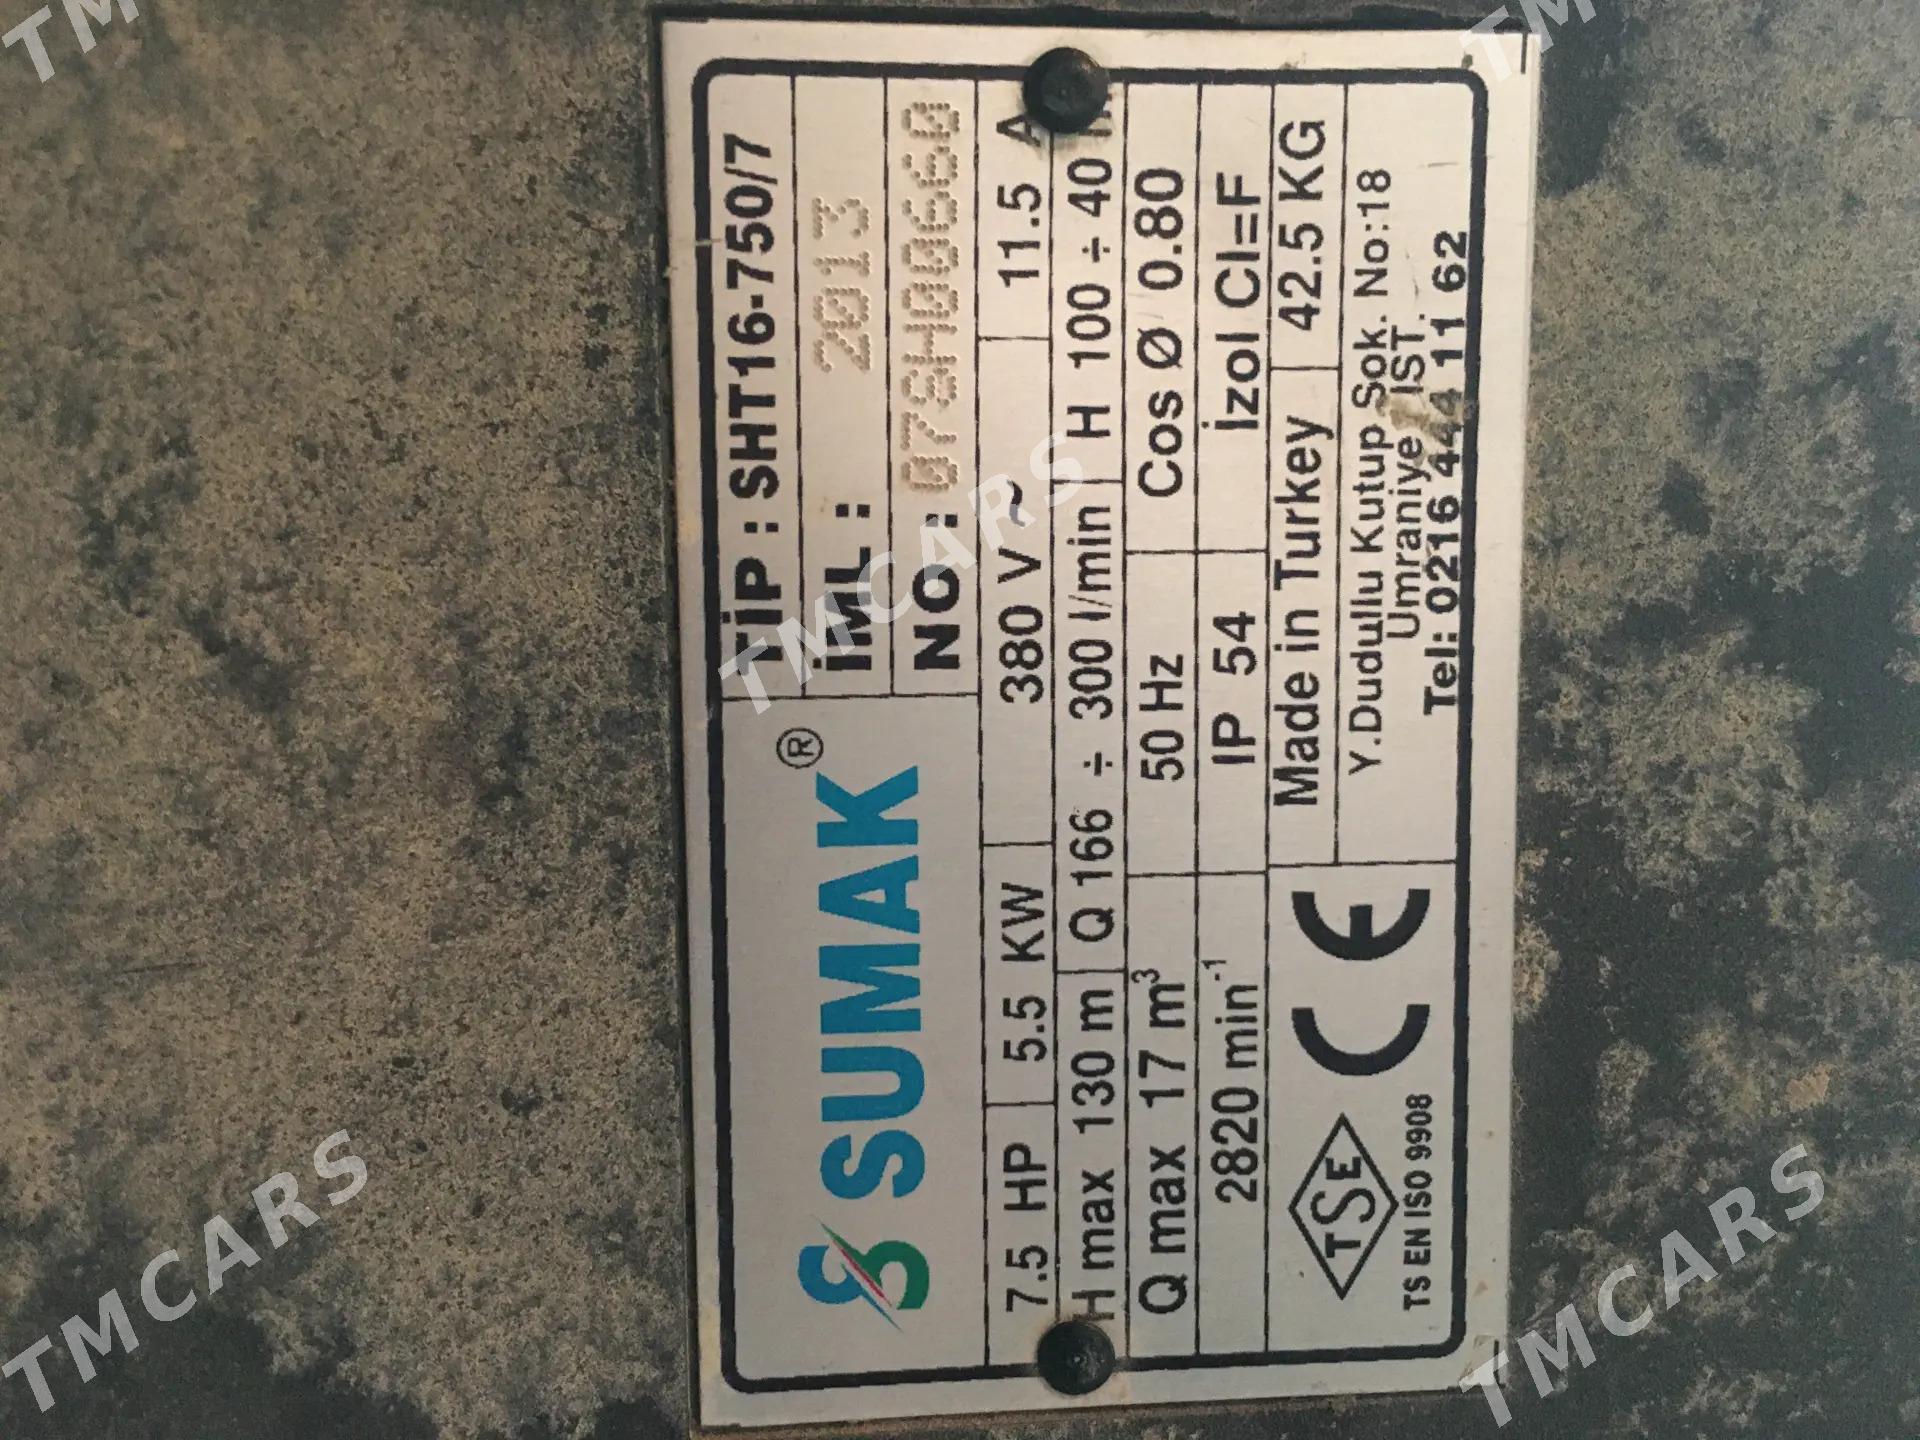 SUMAK®
TİP : SHT16-750/7
İML : 2013
NO: 07SH00660
7.5 HP 5.5 KW 380 V ~ 11.5 A
H max 130 m Q 166 ÷ 300 l/min H 100 ÷ 40
Q max 17 m³ 50 Hz Cos Ø 0.80
2820 min⁻¹ IP 54 İzol Cl=F
Made in Turkey 42.5 KG
TSE
TS EN ISO 9908
CE
Y.Dudullu Kutup Sok. No:18
Umraniye IST.
Tel: 0216 444 11 62
TMCARS
TMCARS
TMCARS